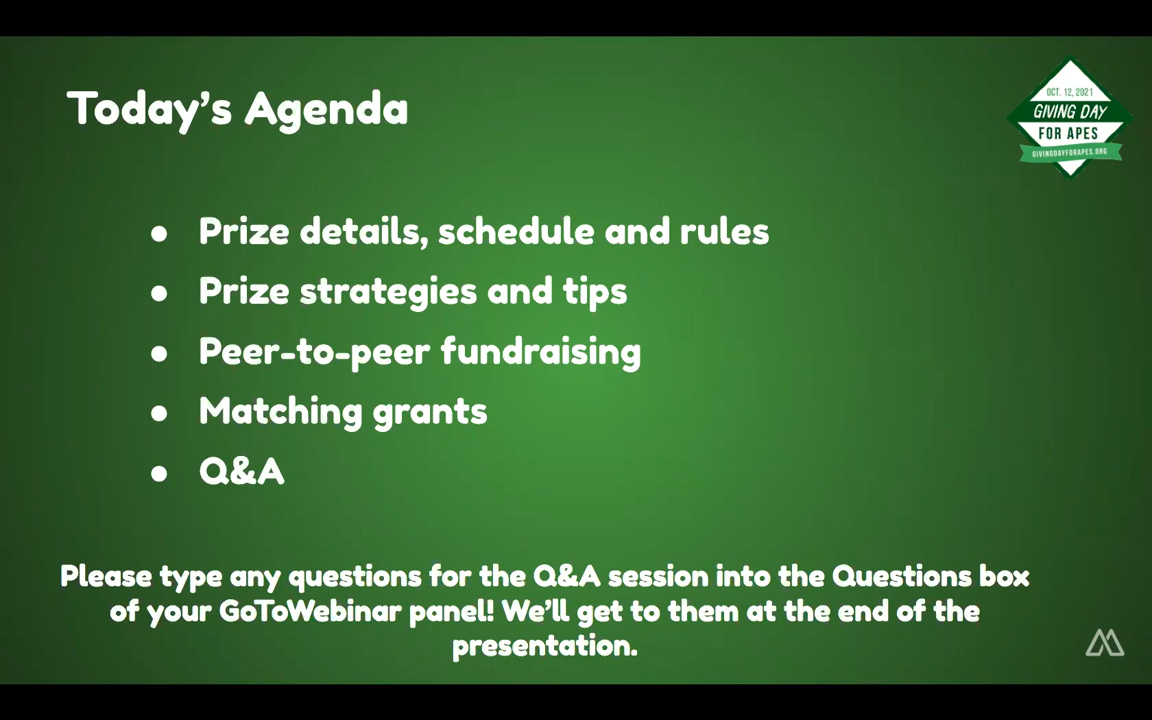 Today's Agenda
OCT. 12, 2021
GIVING DAY
FOR APES
GIVINGDAYFORAPES.ORG
● Prize details, schedule and rules
● Prize strategies and tips
● Peer-to-peer fundraising
● Matching grants
● Q&A
Please type any questions for the Q&A session into the Questions box
of your GoToWebinar panel! We'll get to them at the end of the
presentation.